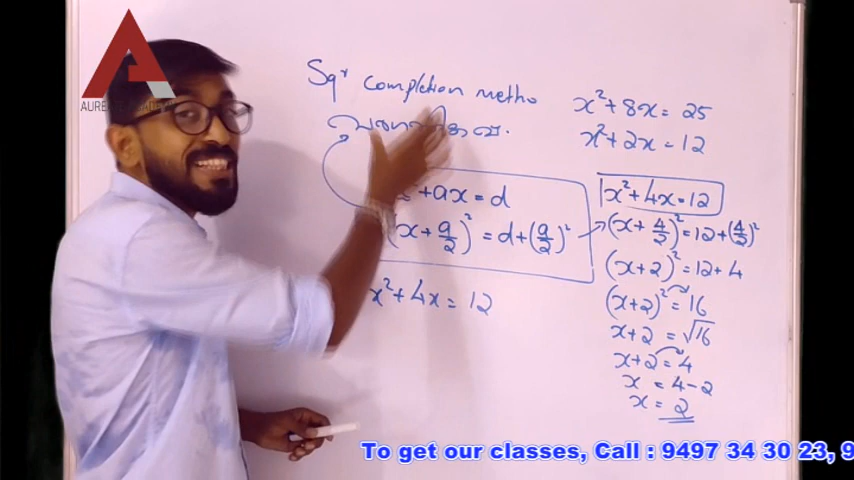 Sqr completion metho
x²+8x = 25
x²+2x = 12
x²+ax = d
(x+a/2)² = d+(a/2)²
x²+4x = 12
x²+4x = 12
(x+4/2)² = 12+(4/2)²
(x+2)² = 12+4
(x+2)² = 16
x+2 = √16
x+2 = 4
x = 4-2
x = 2
To get our classes, Call : 9497 34 30 23, 9